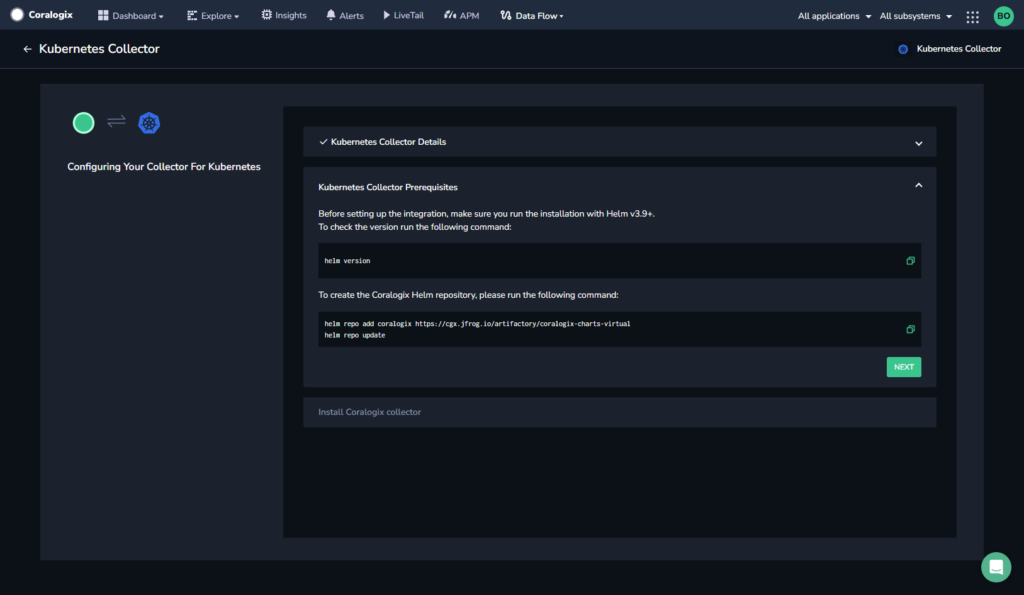 Coralogix
Dashboard
Explore
Insights
Alerts
LiveTail
APM
Data Flow
All applications
All subsystems
BO
Kubernetes Collector
Kubernetes Collector
Configuring Your Collector For Kubernetes
Kubernetes Collector Details
Kubernetes Collector Prerequisites
Before setting up the integration, make sure you run the installation with Helm v3.9+.
To check the version run the following command:
helm version
To create the Coralogix Helm repository, please run the following command:
helm repo add coralogix https://cgx.jfrog.io/artifactory/coralogix-charts-virtual
helm repo update
NEXT
Install Coralogix collector